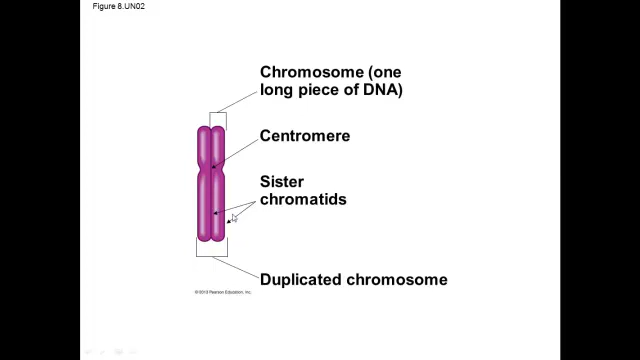 Figure 8.UN02
Chromosome (one
long piece of DNA)
Centromere
Sister
chromatids
Duplicated chromosome
© 2013 Pearson Education, Inc.